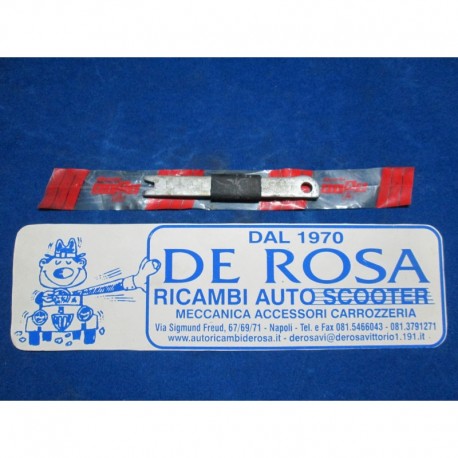 DAL 1970
DE ROSA
RICAMBI AUTO SCOOTER
MECCANICA ACCESSORI CARROZZERIA
Via Sigmund Freud, 67/69/71 - Napoli - Tel. e Fax 081.5466043 - 081.3791271
www.autoricambiderosa.it - derosavi@derosavittorio1.191.it